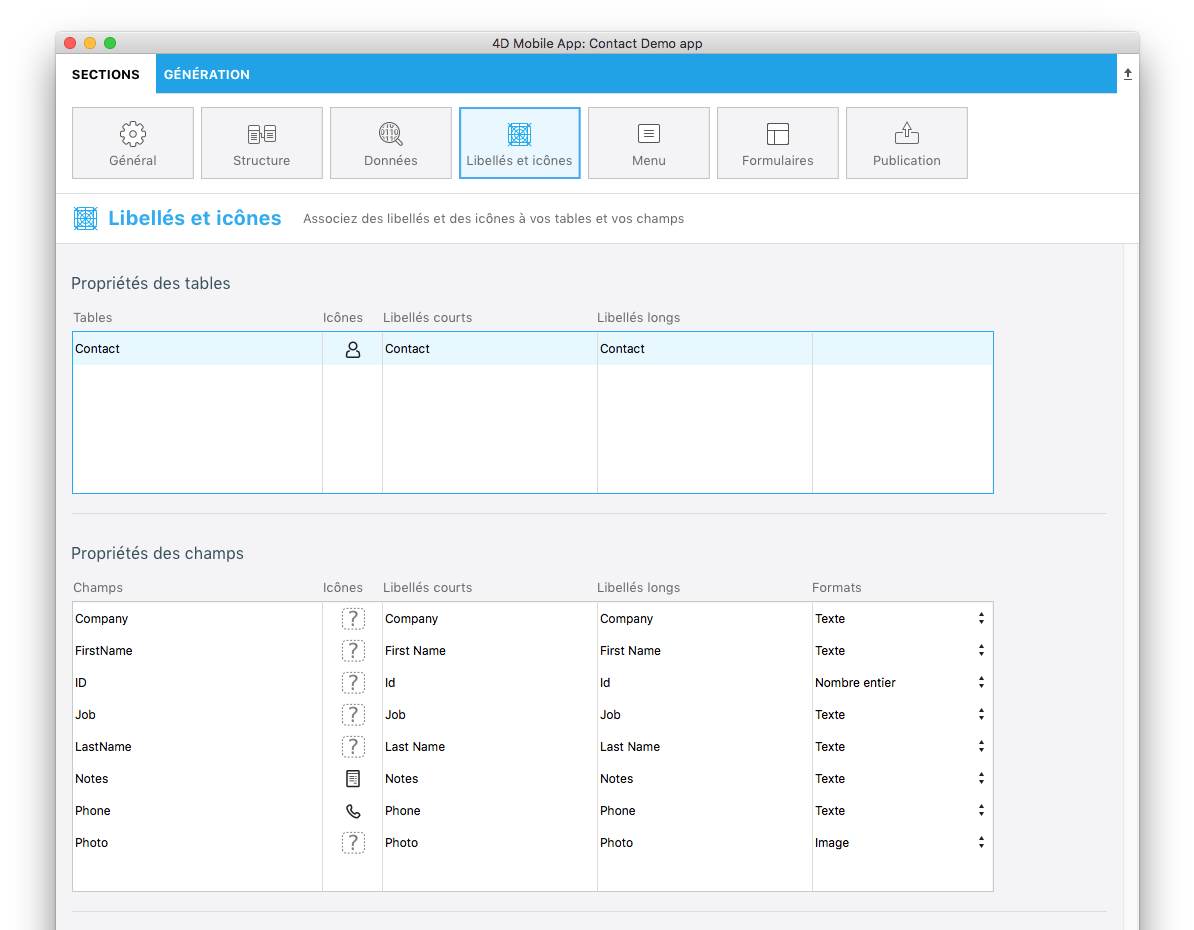 4D Mobile App: Contact Demo app
SECTIONS GÉNÉRATION
Général Structure Données Libellés et icônes Menu Formulaires Publication
Libellés et icônes Associez des libellés et des icônes à vos tables et vos champs
Propriétés des tables
Tables Icônes Libellés courts Libellés longs
Contact Contact Contact
Propriétés des champs
Champs Icônes Libellés courts Libellés longs Formats
Company ? Company Company Texte
FirstName ? First Name First Name Texte
ID ? Id Id Nombre entier
Job ? Job Job Texte
LastName ? Last Name Last Name Texte
Notes Notes Notes Texte
Phone Phone Phone Texte
Photo ? Photo Photo Image